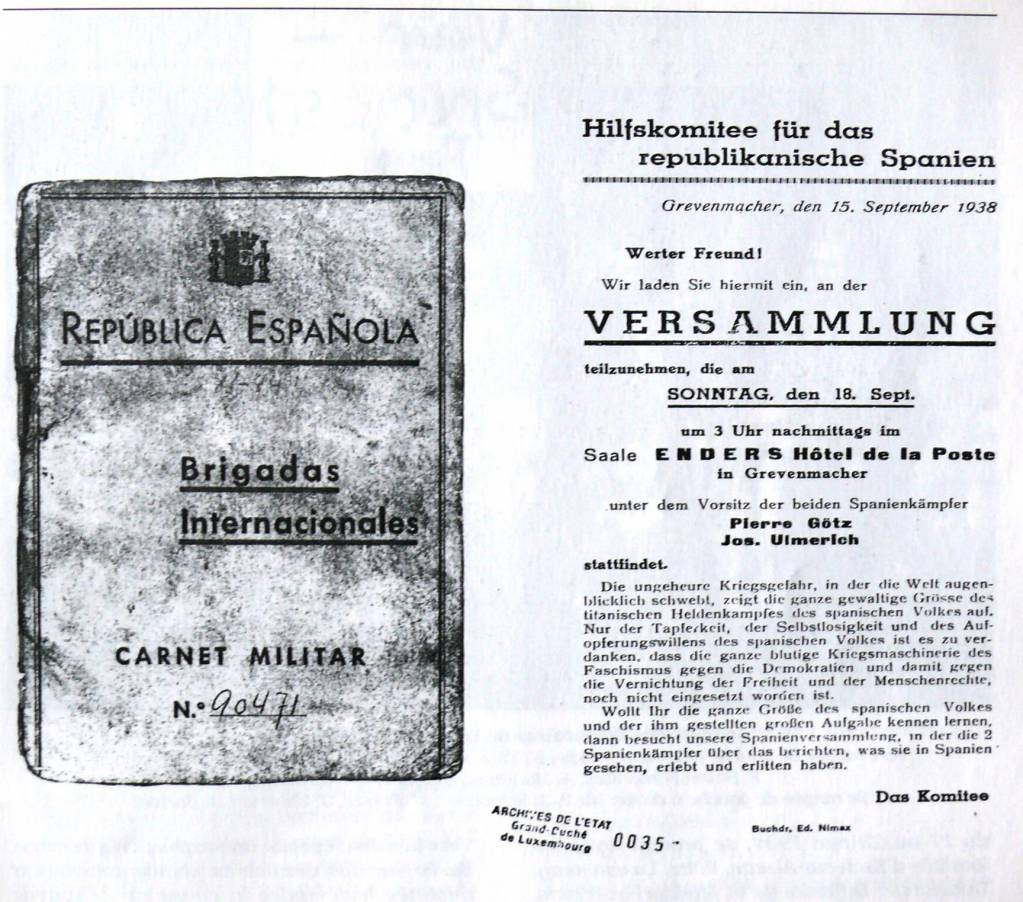 REPÚBLICA ESPAÑOLA
Brigadas
Internacionales
CARNET MILITAR
N.º 90471
Hilfskomitee für das
republikanische Spanien
Grevenmacher, den 15. September 1938
Werter Freund!
Wir laden Sie hiermit ein, an der
VERSAMMLUNG
teilzunehmen, die am
SONNTAG, den 18. Sept.
um 3 Uhr nachmittags im
Saale ENDERS Hôtel de la Poste
in Grevenmacher
unter dem Vorsitz der beiden Spanienkämpfer
Pierre Götz
Jos. Ulmerich
stattfindet.
Die ungeheure Kriegsgefahr, in der die Welt augen-
blicklich schwebt, zeigt die ganze gewaltige Grösse des
titanischen Heldenkampfes des spanischen Volkes auf.
Nur der Tapferkeit, der Selbstlosigkeit und des Auf-
opferungswillens des spanischen Volkes ist es zu ver-
danken, dass die ganze blutige Kriegsmaschinerie des
Faschismus gegen die Demokratien und damit gegen
die Vernichtung der Freiheit und der Menschenrechte,
noch nicht eingesetzt worden ist.
Wollt Ihr die ganze Größe des spanischen Volkes
und der ihm gestellten großen Aufgabe kennen lernen,
dann besucht unsere Spanienversammlung, in der die 2
Spanienkämpfer über das berichten, was sie in Spanien
gesehen, erlebt und erlitten haben.
Das Komitee
Buchdr. Ed. Nimax
ARCHIVES DE L'ETAT
Grand-Duché
de Luxembourg
0035